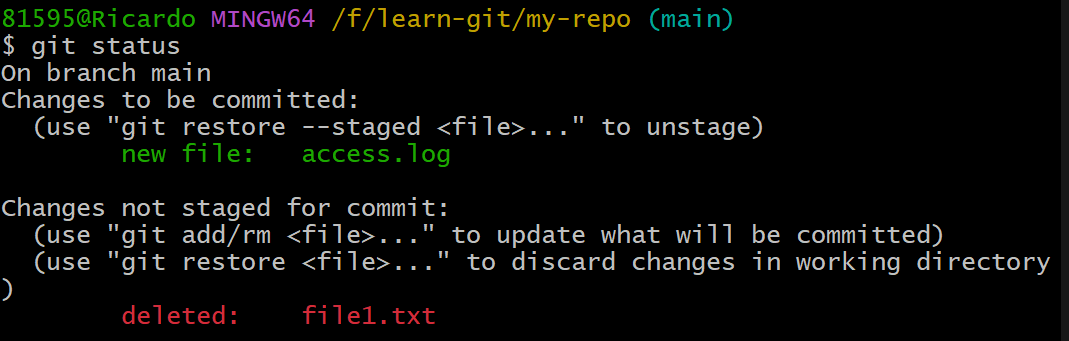 81595@Ricardo MINGW64 /f/learn-git/my-repo (main)
$ git status
On branch main
Changes to be committed:
  (use "git restore --staged <file>..." to unstage)
        new file:   access.log

Changes not staged for commit:
  (use "git add/rm <file>..." to update what will be committed)
  (use "git restore <file>..." to discard changes in working directory
)
        deleted:    file1.txt